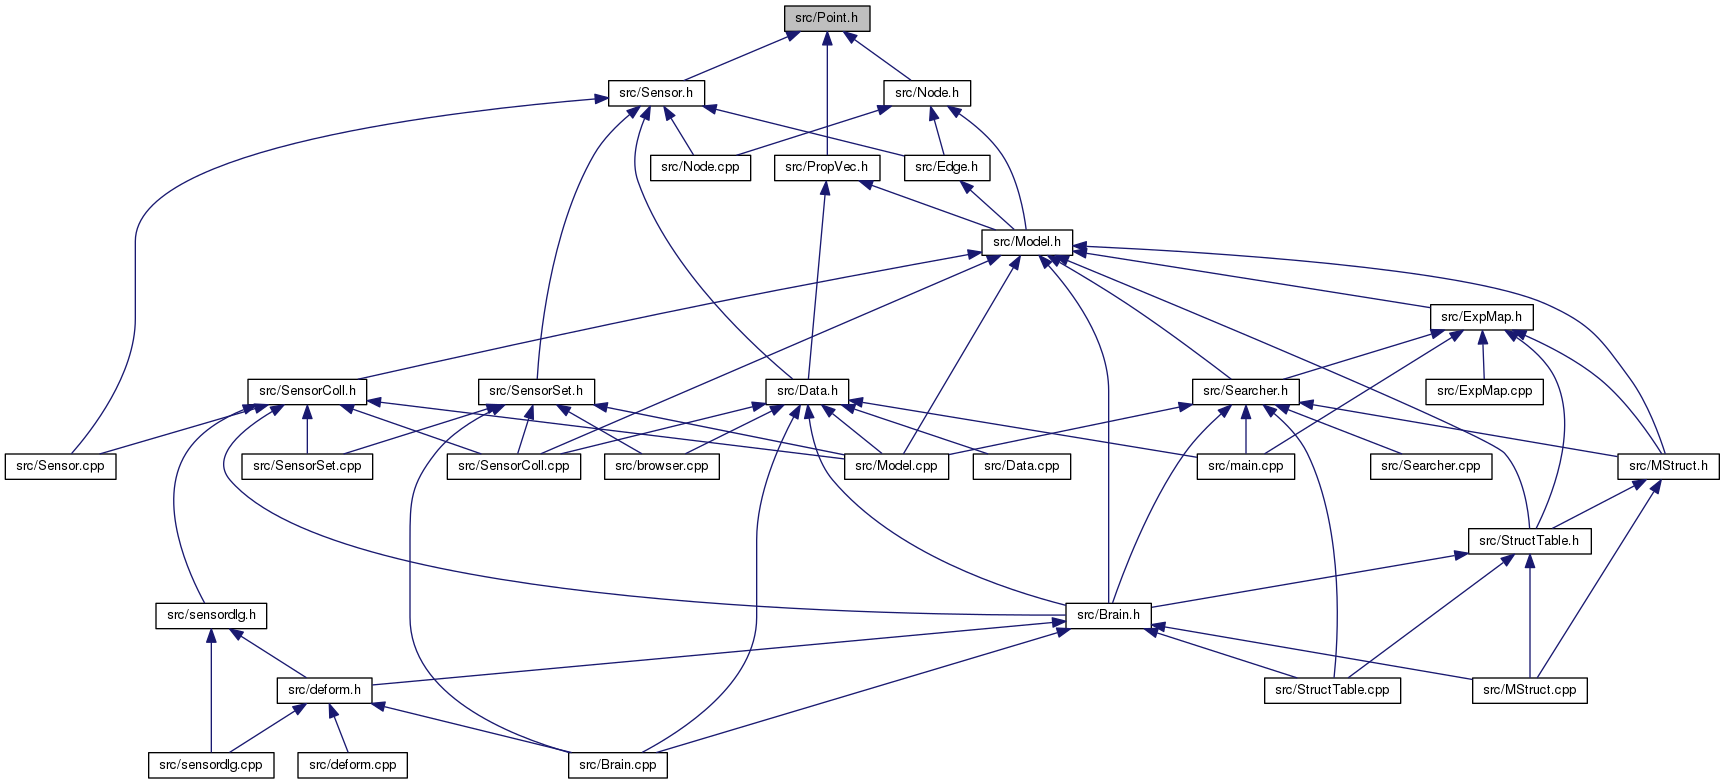 src/Point.h
src/Sensor.h
src/Node.h
src/Node.cpp
src/PropVec.h
src/Edge.h
src/Model.h
src/ExpMap.h
src/SensorColl.h
src/SensorSet.h
src/Data.h
src/Searcher.h
src/ExpMap.cpp
src/Sensor.cpp
src/SensorSet.cpp
src/SensorColl.cpp
src/browser.cpp
src/Model.cpp
src/Data.cpp
src/main.cpp
src/Searcher.cpp
src/MStruct.h
src/StructTable.h
src/sensordlg.h
src/Brain.h
src/deform.h
src/StructTable.cpp
src/MStruct.cpp
src/sensordlg.cpp
src/deform.cpp
src/Brain.cpp